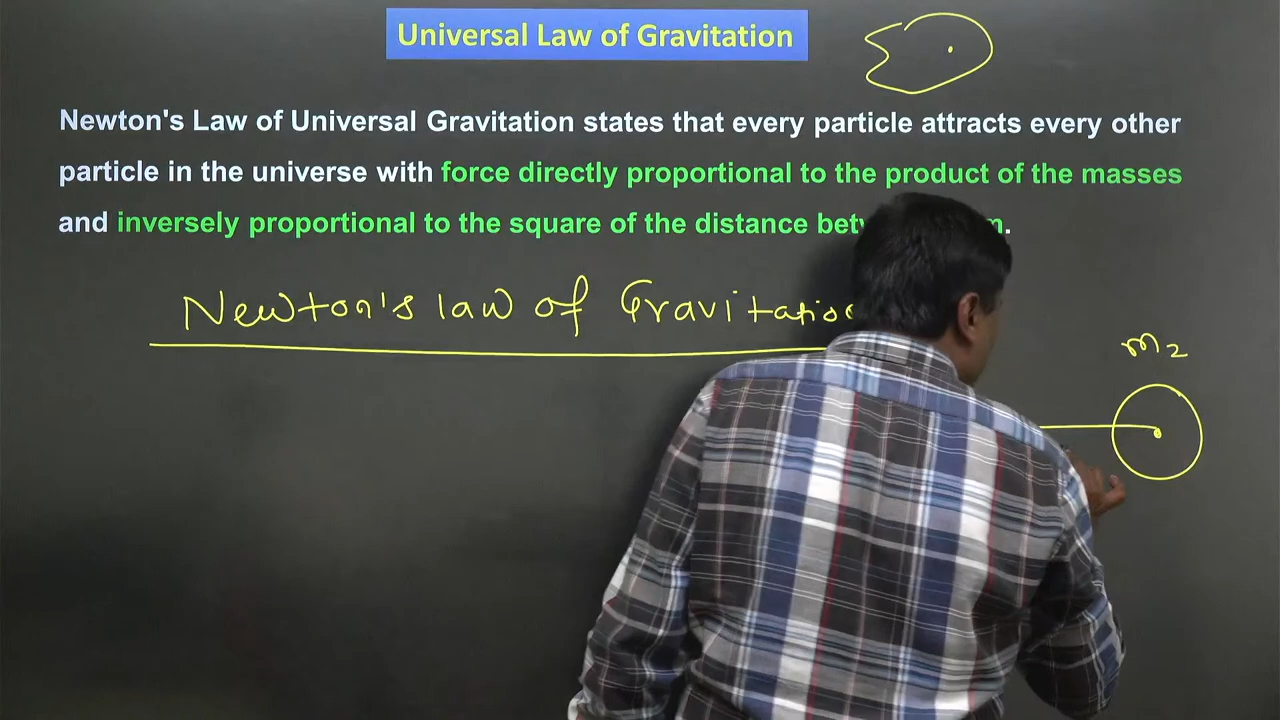 Universal Law of Gravitation
Newton's Law of Universal Gravitation states that every particle attracts every other
particle in the universe with force directly proportional to the product of the masses
and inversely proportional to the square of the distance
Newton's law of Gravitation
m2